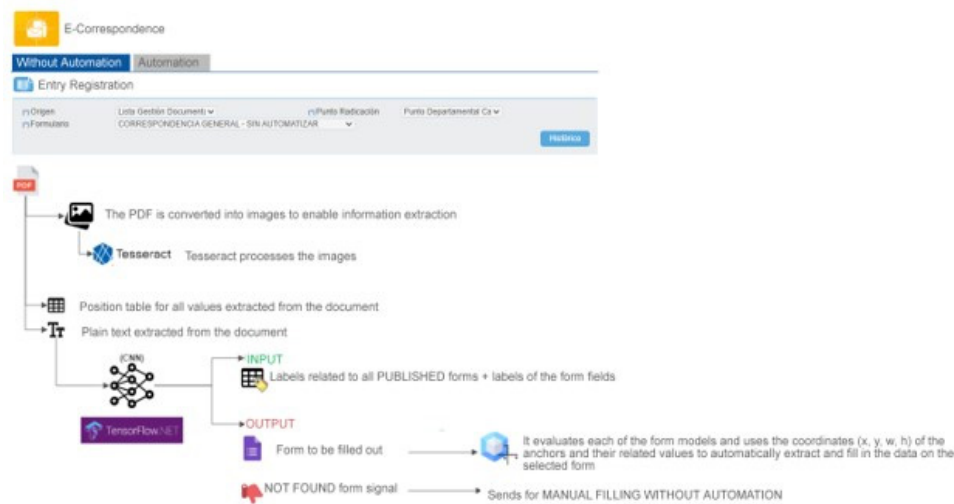 E-Correspondence
Without Automation Automation
Entry Registration
(*)Origen Lista Gestión Documenti (*)Punto Radicación Punto Departamental Ca
(*)Formulario CORRESPONDENCIA GENERAL - SIN AUTOMATIZAR
Histórico
PDF
The PDF is converted into images to enable information extraction
Tesseract Tesseract processes the images
Position table for all values extracted from the document
Tт Plain text extracted from the document
(CNN)
INPUT
Labels related to all PUBLISHED forms + labels of the form fields
TensorFlow.NET
OUTPUT
Form to be filled out
It evaluates each of the form models and uses the coordinates (x, y, w, h) of the
anchors and their related values to automatically extract and fill in the data on the
selected form
NOT FOUND form signal
Sends for MANUAL FILLING WITHOUT AUTOMATION